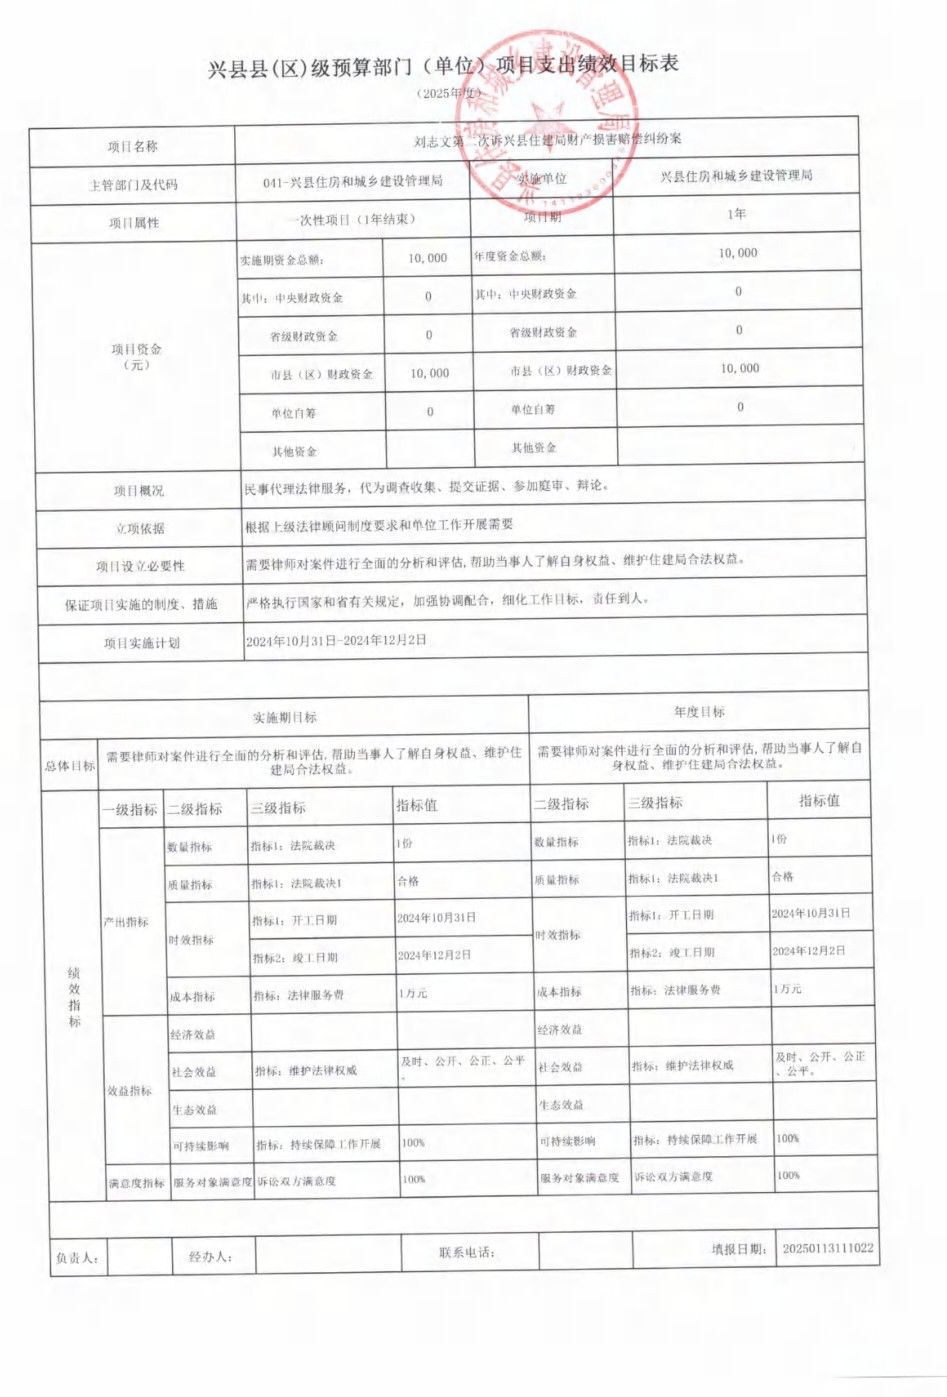 兴县县(区)级预算部门（单位）项目支出绩效目标表
（2025年度）
项目名称 刘志文第二次诉兴县住建局财产损害赔偿纠纷案
主管部门及代码 041-兴县住房和城乡建设管理局 实施单位 兴县住房和城乡建设管理局
项目属性 一次性项目（1年结束） 项目期 1年
项目资金
（元）
实施期资金总额： 10,000 年度资金总额： 10,000
其中：中央财政资金 0 其中：中央财政资金 0
省级财政资金 0 省级财政资金 0
市县（区）财政资金 10,000 市县（区）财政资金 10,000
单位自筹 0 单位自筹 0
其他资金 其他资金
项目概况 民事代理法律服务，代为调查收集、提交证据、参加庭审、辩论。
立项依据 根据上级法律顾问制度要求和单位工作开展需要
项目设立必要性 需要律师对案件进行全面的分析和评估,帮助当事人了解自身权益、维护住建局合法权益。
保证项目实施的制度、措施 严格执行国家和省有关规定，加强协调配合，细化工作目标，责任到人。
项目实施计划 2024年10月31日-2024年12月2日
实施期目标 年度目标
总体目标
需要律师对案件进行全面的分析和评估,帮助当事人了解自身权益、维护住
建局合法权益。
需要律师对案件进行全面的分析和评估,帮助当事人了解自
身权益、维护住建局合法权益。
绩
效
指
标
一级指标 二级指标 三级指标 指标值 二级指标 三级指标 指标值
产出指标
数量指标 指标1：法院裁决 1份 数量指标 指标1：法院裁决 1份
质量指标 指标1：法院裁决1 合格 质量指标 指标1：法院裁决1 合格
时效指标 指标1：开工日期 2024年10月31日 时效指标 指标1：开工日期 2024年10月31日
指标2：竣工日期 2024年12月2日 指标2：竣工日期 2024年12月2日
成本指标 指标：法律服务费 1万元 成本指标 指标：法律服务费 1万元
效益指标
经济效益 经济效益
社会效益 指标：维护法律权威 及时、公开、公正、公平
。
社会效益 指标：维护法律权威 及时、公开、公正
、公平。
生态效益 生态效益
可持续影响 指标：持续保障工作开展 100% 可持续影响 指标：持续保障工作开展 100%
满意度指标 服务对象满意度 诉讼双方满意度 100% 服务对象满意度 诉讼双方满意度 100%
负责人： 经办人： 联系电话： 填报日期： 20250113111022